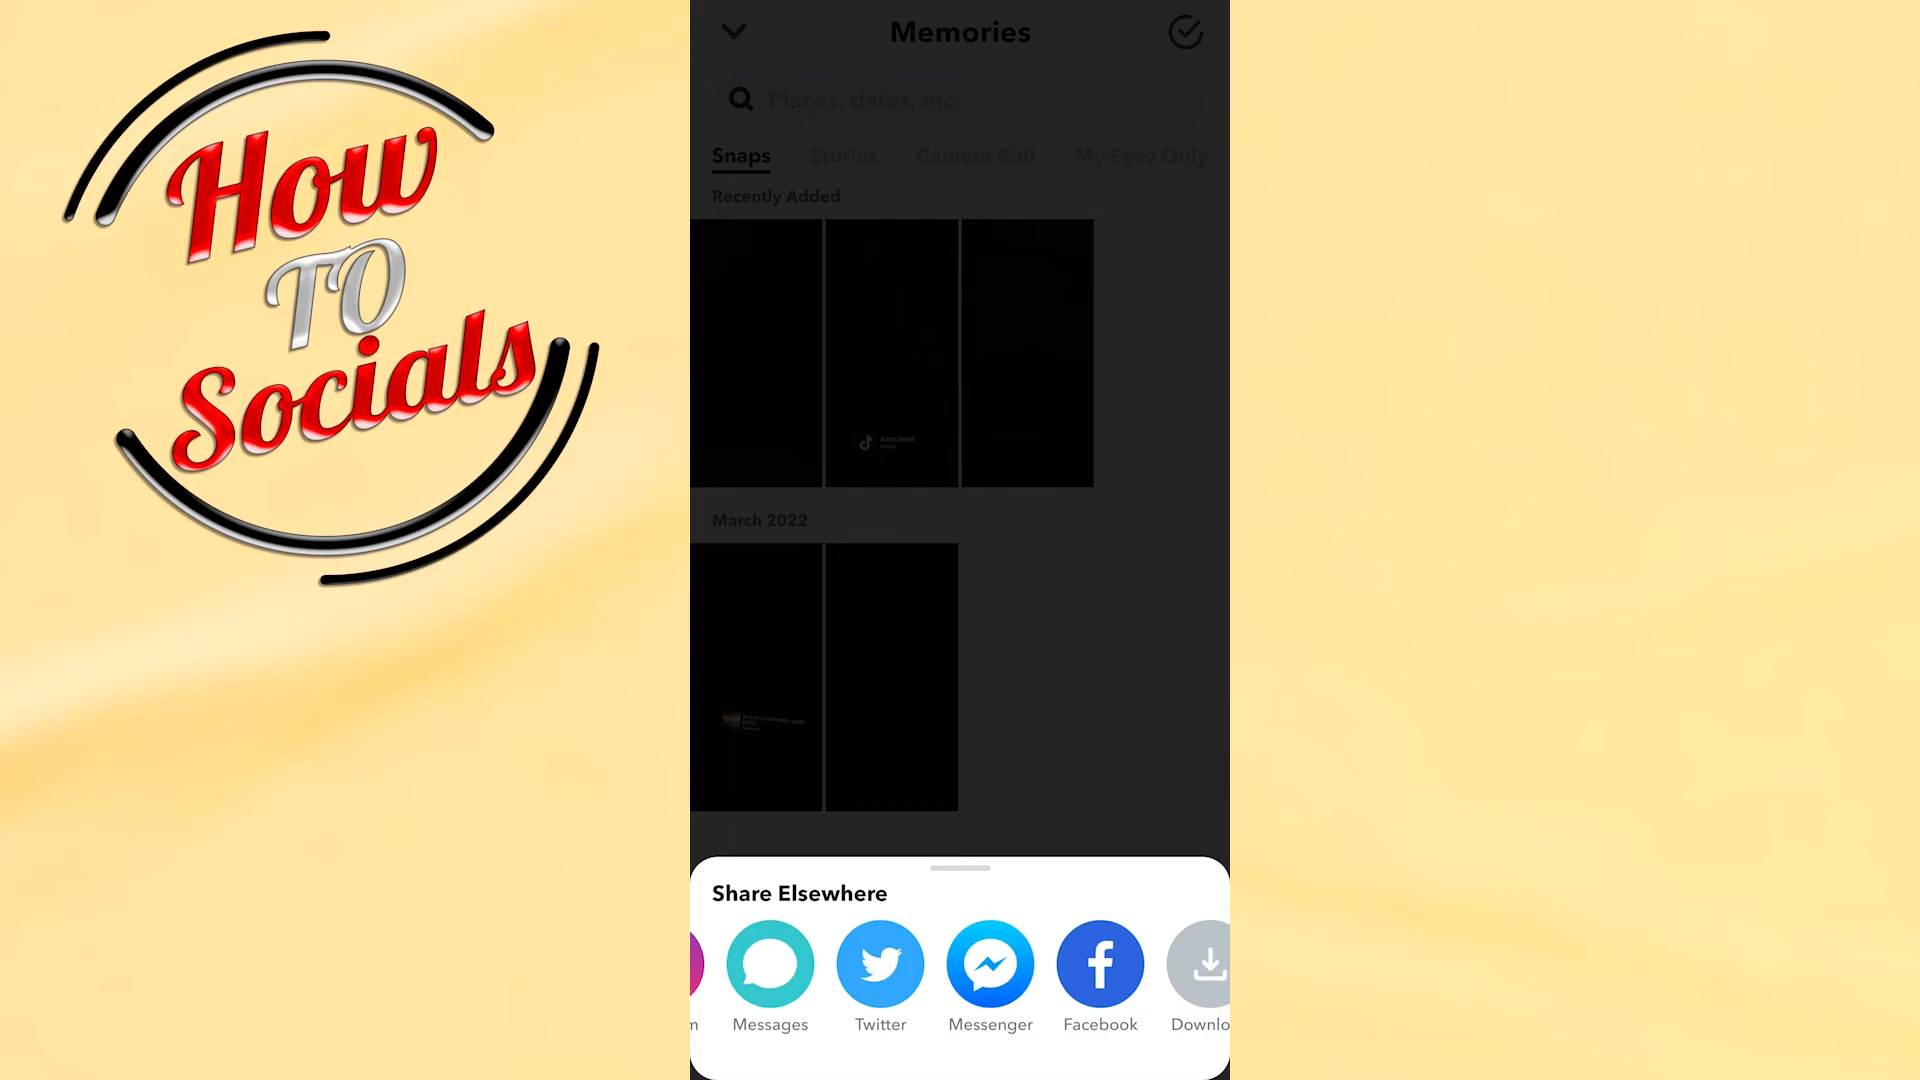 How
TO
Socials
Memories
Places, dates, etc.
Snaps
Stories
Camera Roll
My Eyes Only
Recently Added
March 2022
Share Elsewhere
m
Messages
Twitter
Messenger
Facebook
Downlo